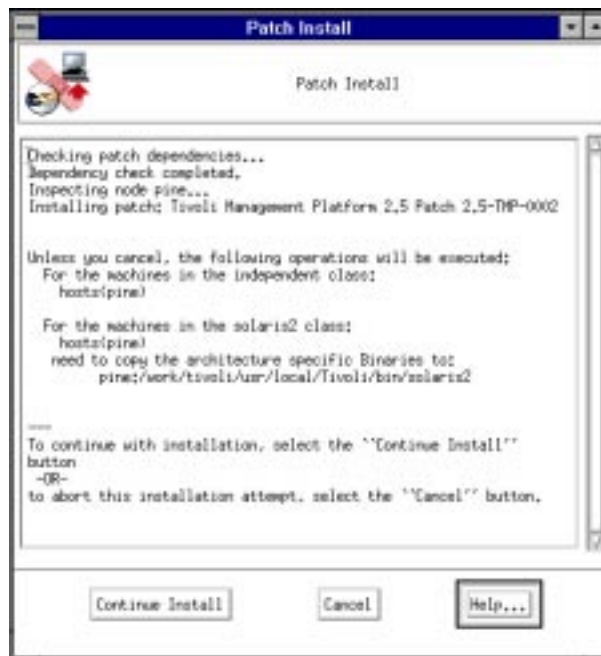 Patch Install
Patch Install
Checking patch dependencies...
Dependency check completed.
Inspecting node pine...
Installing patch: Tivoli Management Platform 2.5 Patch 2.5-TMP-0002
Unless you cancel, the following operations will be executed:
For the machines in the independent class:
hosts(pine)
For the machines in the solaris2 class:
hosts(pine)
need to copy the architecture specific Binaries to:
pine:/work/tivoli/usr/local/Tivoli/bin/solaris2
---
To continue with installation, select the ``Continue Install''
button
-OR-
to abort this installation attempt, select the ``Cancel'' button.
Continue Install
Cancel
Help...